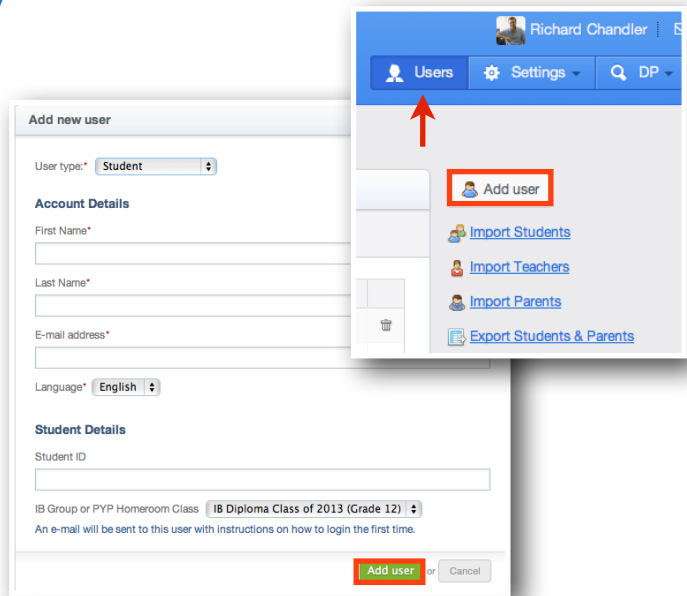 Richard Chandler
Users Settings DP
Add user
Import Students
Import Teachers
Import Parents
Export Students & Parents
Add new user
User type:* Student
Account Details
First Name*
Last Name*
E-mail address*
Language* English
Student Details
Student ID
IB Group or PYP Homeroom Class IB Diploma Class of 2013 (Grade 12)
An e-mail will be sent to this user with instructions on how to login the first time.
Add user or Cancel